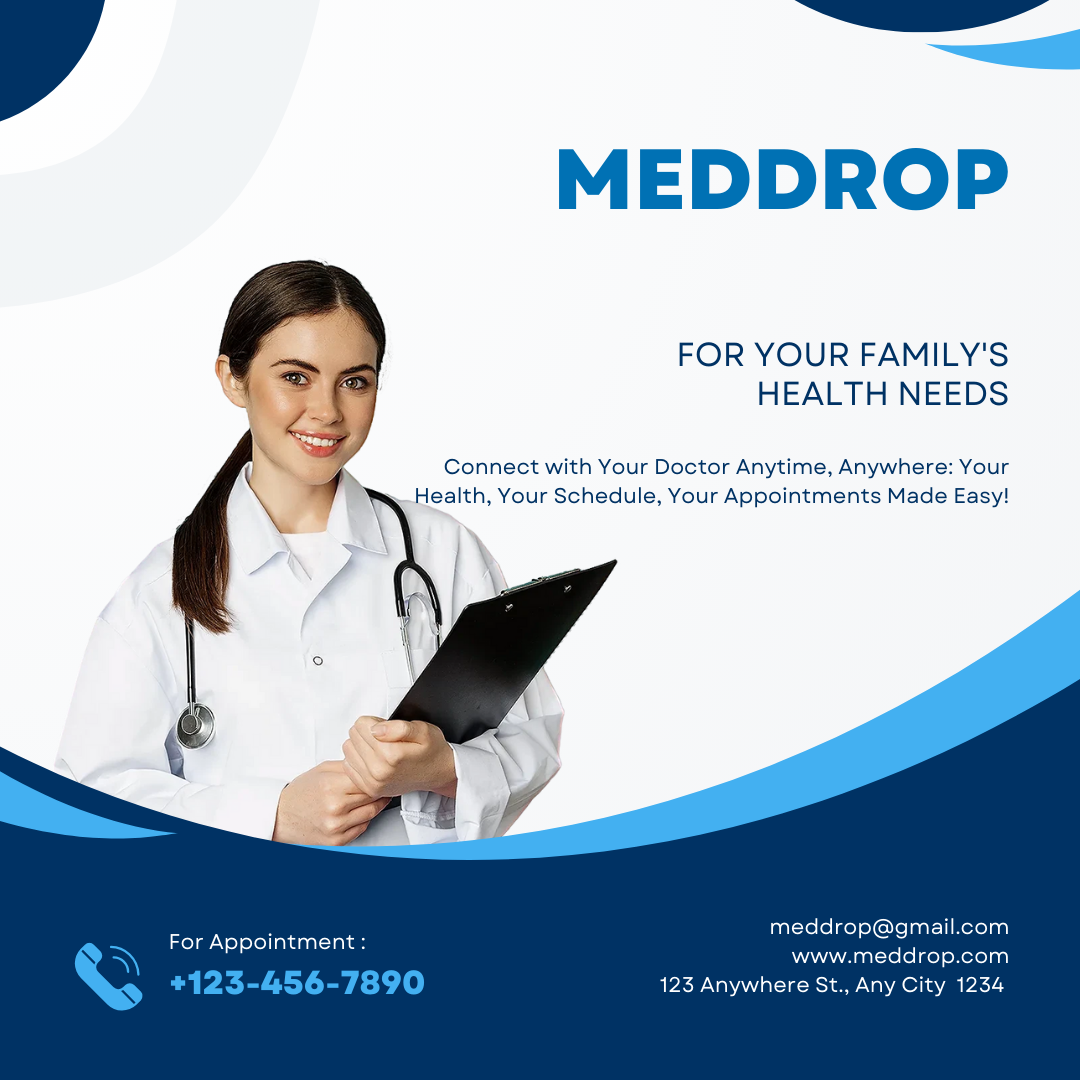 MEDDROP
FOR YOUR FAMILY'S
HEALTH NEEDS
Connect with Your Doctor Anytime, Anywhere: Your
Health, Your Schedule, Your Appointments Made Easy!
For Appointment :
+123-456-7890
meddrop@gmail.com
www.meddrop.com
123 Anywhere St., Any City  1234